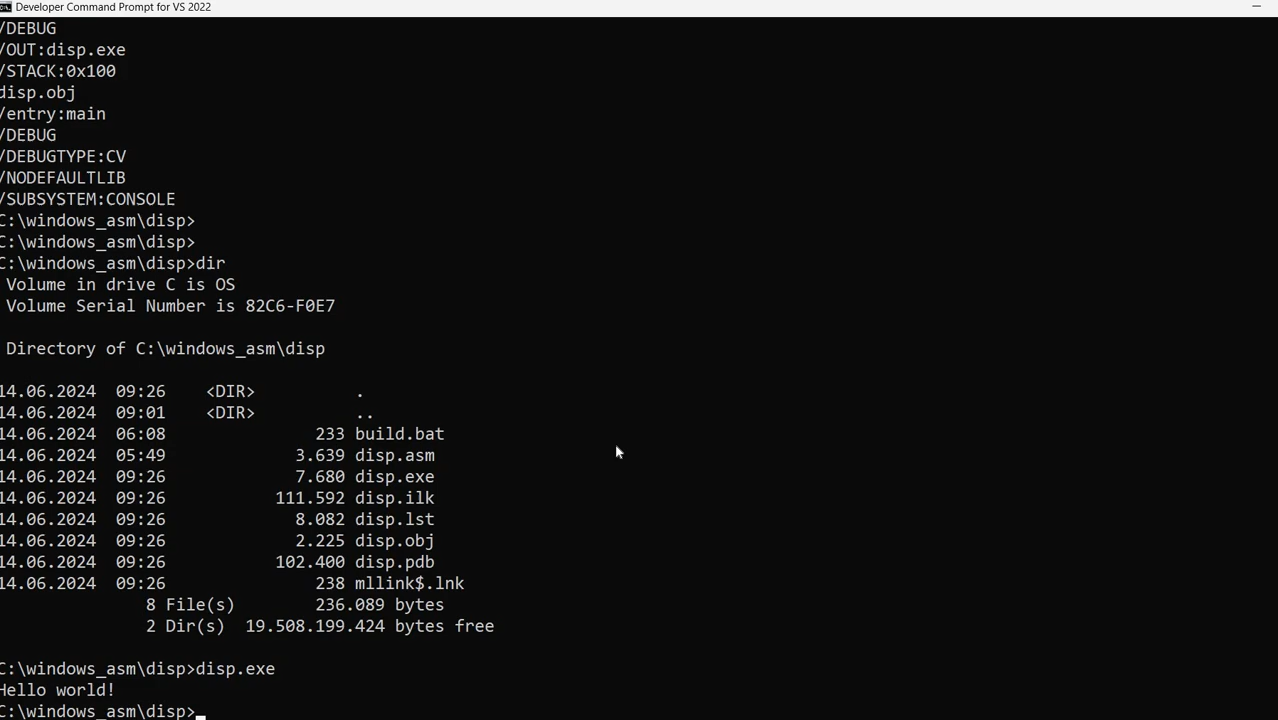 Developer Command Prompt for VS 2022
/DEBUG
/OUT:disp.exe
/STACK:0x100
disp.obj
/entry:main
/DEBUG
/DEBUGTYPE:CV
/NODEFAULTLIB
/SUBSYSTEM:CONSOLE
C:\windows_asm\disp>
C:\windows_asm\disp>
C:\windows_asm\disp>dir
Volume in drive C is OS
Volume Serial Number is 82C6-F0E7
Directory of C:\windows_asm\disp
14.06.2024 09:26 <DIR> .
14.06.2024 09:01 <DIR> ..
14.06.2024 06:08 233 build.bat
14.06.2024 05:49 3.639 disp.asm
14.06.2024 09:26 7.680 disp.exe
14.06.2024 09:26 111.592 disp.ilk
14.06.2024 09:26 8.082 disp.lst
14.06.2024 09:26 2.225 disp.obj
14.06.2024 09:26 102.400 disp.pdb
14.06.2024 09:26 238 mllink$.lnk
8 File(s) 236.089 bytes
2 Dir(s) 19.508.199.424 bytes free
C:\windows_asm\disp>disp.exe
Hello world!
C:\windows_asm\disp>